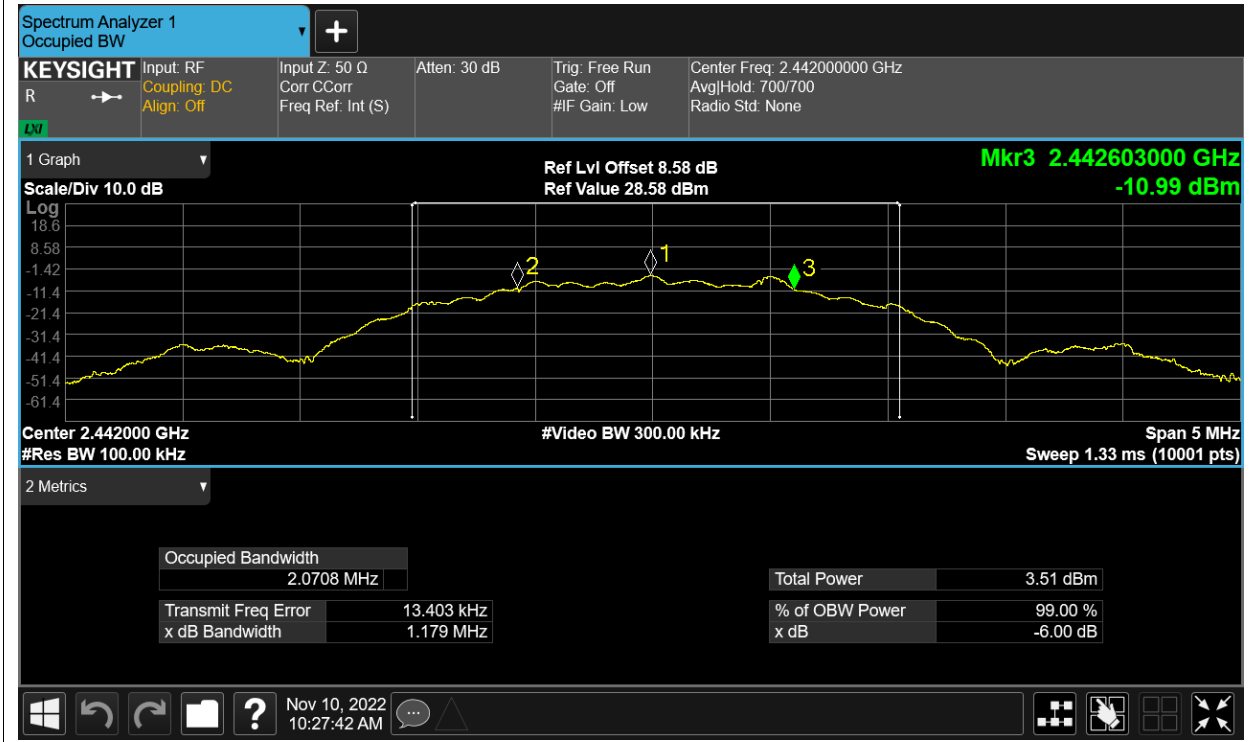 Spectrum Analyzer 1
Occupied BW
KEYSIGHT
R
LXI
Input: RF
Coupling: DC
Align: Off
Input Z: 50 Ω
Corr CCorr
Freq Ref: Int (S)
Atten: 30 dB
Trig: Free Run
Gate: Off
#IF Gain: Low
Center Freq: 2.442000000 GHz
Avg|Hold: 700/700
Radio Std: None
1 Graph
Scale/Div 10.0 dB
Ref Lvl Offset 8.58 dB
Ref Value 28.58 dBm
Mkr3 2.442603000 GHz
-10.99 dBm
Log
18.6
8.58
-1.42
-11.4
-21.4
-31.4
-41.4
-51.4
-61.4
2
1
3
Center 2.442000 GHz
#Res BW 100.00 kHz
#Video BW 300.00 kHz
Span 5 MHz
Sweep 1.33 ms (10001 pts)
2 Metrics
Occupied Bandwidth
2.0708 MHz
Transmit Freq Error 13.403 kHz
x dB Bandwidth 1.179 MHz
Total Power 3.51 dBm
% of OBW Power 99.00 %
x dB -6.00 dB
?
Nov 10, 2022
10:27:42 AM